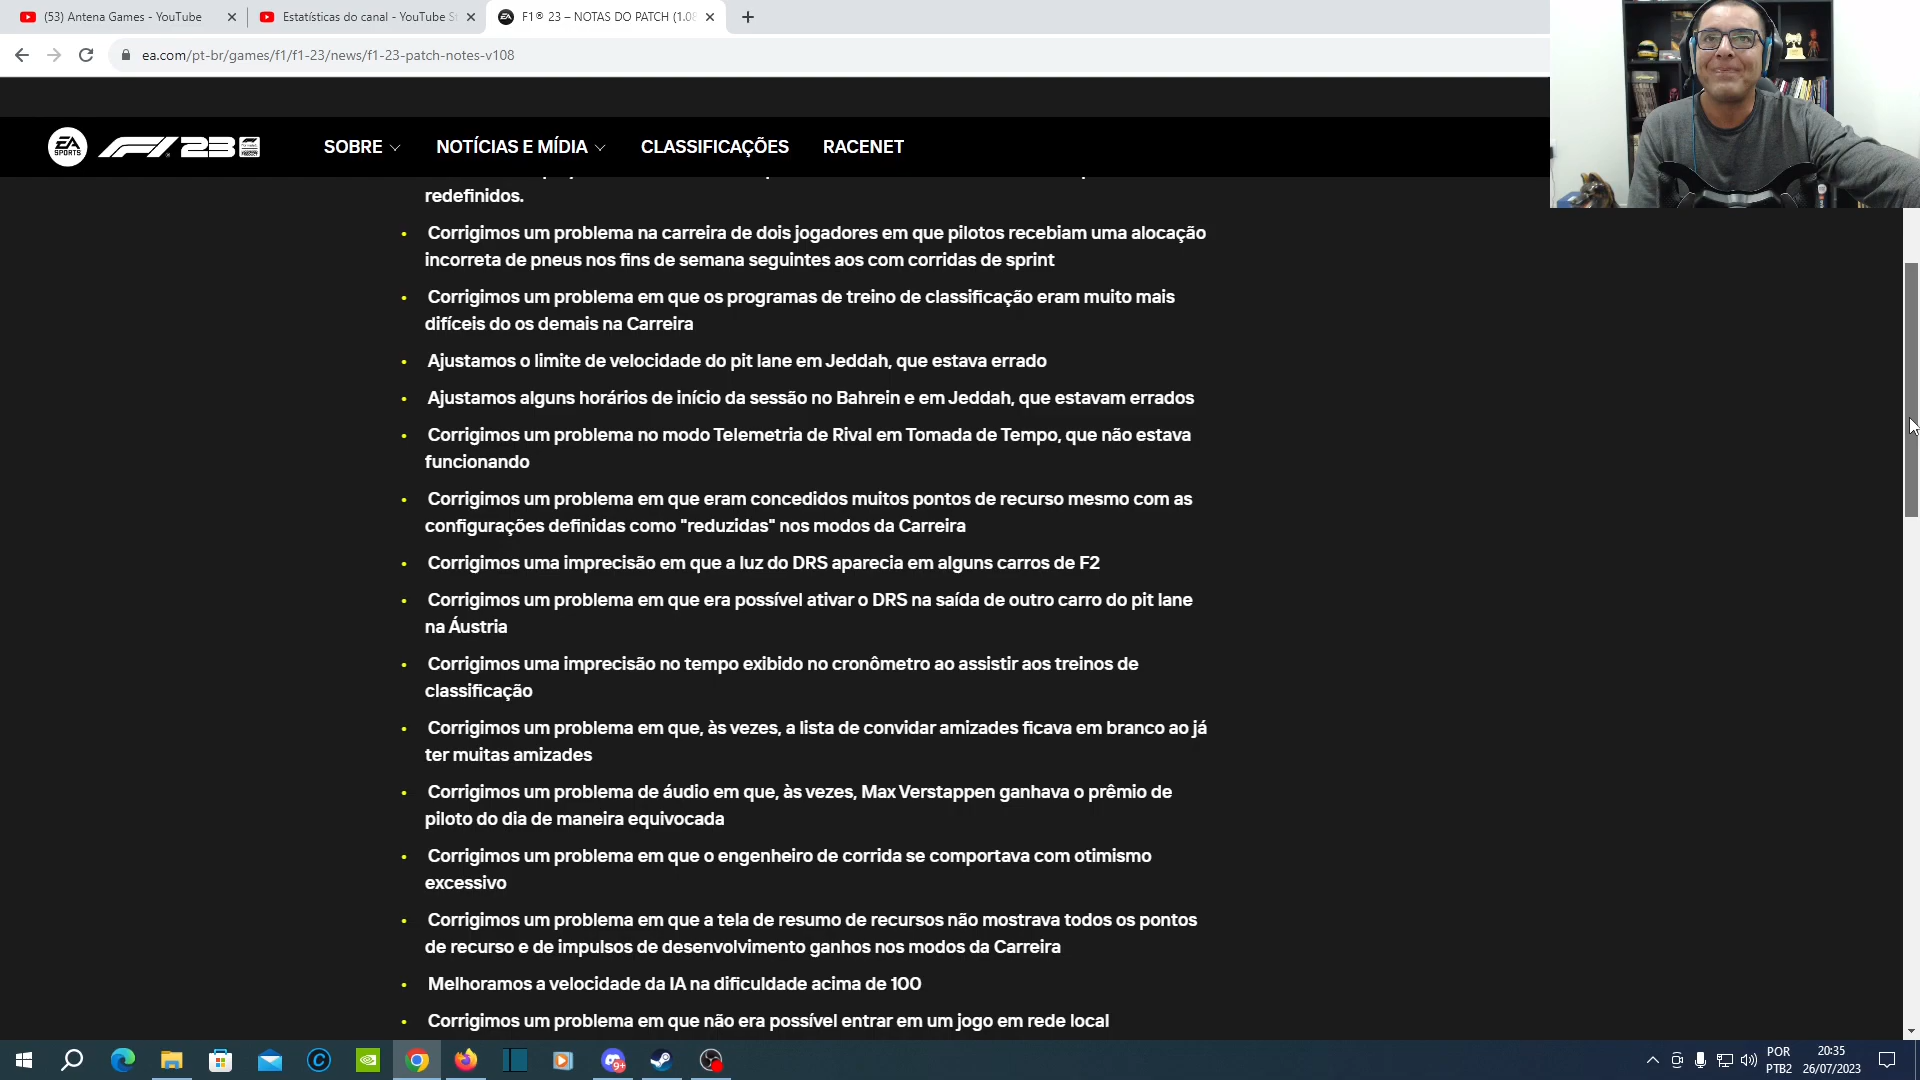 (53) Antena Games - YouTube
Estatísticas do canal - YouTube S
F1® 23 – NOTAS DO PATCH (1.08
ea.com/pt-br/games/f1/f1-23/news/f1-23-patch-notes-v108
EA SPORTS
F1 23
SOBRE
NOTÍCIAS E MÍDIA
CLASSIFICAÇÕES
RACENET
redefinidos.
• Corrigimos um problema na carreira de dois jogadores em que pilotos recebiam uma alocação
incorreta de pneus nos fins de semana seguintes aos com corridas de sprint
• Corrigimos um problema em que os programas de treino de classificação eram muito mais
difíceis do os demais na Carreira
• Ajustamos o limite de velocidade do pit lane em Jeddah, que estava errado
• Ajustamos alguns horários de início da sessão no Bahrein e em Jeddah, que estavam errados
• Corrigimos um problema no modo Telemetria de Rival em Tomada de Tempo, que não estava
funcionando
• Corrigimos um problema em que eram concedidos muitos pontos de recurso mesmo com as
configurações definidas como "reduzidas" nos modos da Carreira
• Corrigimos uma imprecisão em que a luz do DRS aparecia em alguns carros de F2
• Corrigimos um problema em que era possível ativar o DRS na saída de outro carro do pit lane
na Áustria
• Corrigimos uma imprecisão no tempo exibido no cronômetro ao assistir aos treinos de
classificação
• Corrigimos um problema em que, às vezes, a lista de convidar amizades ficava em branco ao já
ter muitas amizades
• Corrigimos um problema de áudio em que, às vezes, Max Verstappen ganhava o prêmio de
piloto do dia de maneira equivocada
• Corrigimos um problema em que o engenheiro de corrida se comportava com otimismo
excessivo
• Corrigimos um problema em que a tela de resumo de recursos não mostrava todos os pontos
de recurso e de impulsos de desenvolvimento ganhos nos modos da Carreira
• Melhoramos a velocidade da IA na dificuldade acima de 100
• Corrigimos um problema em que não era possível entrar em um jogo em rede local
9+
POR
PTB2
20:35
26/07/2023